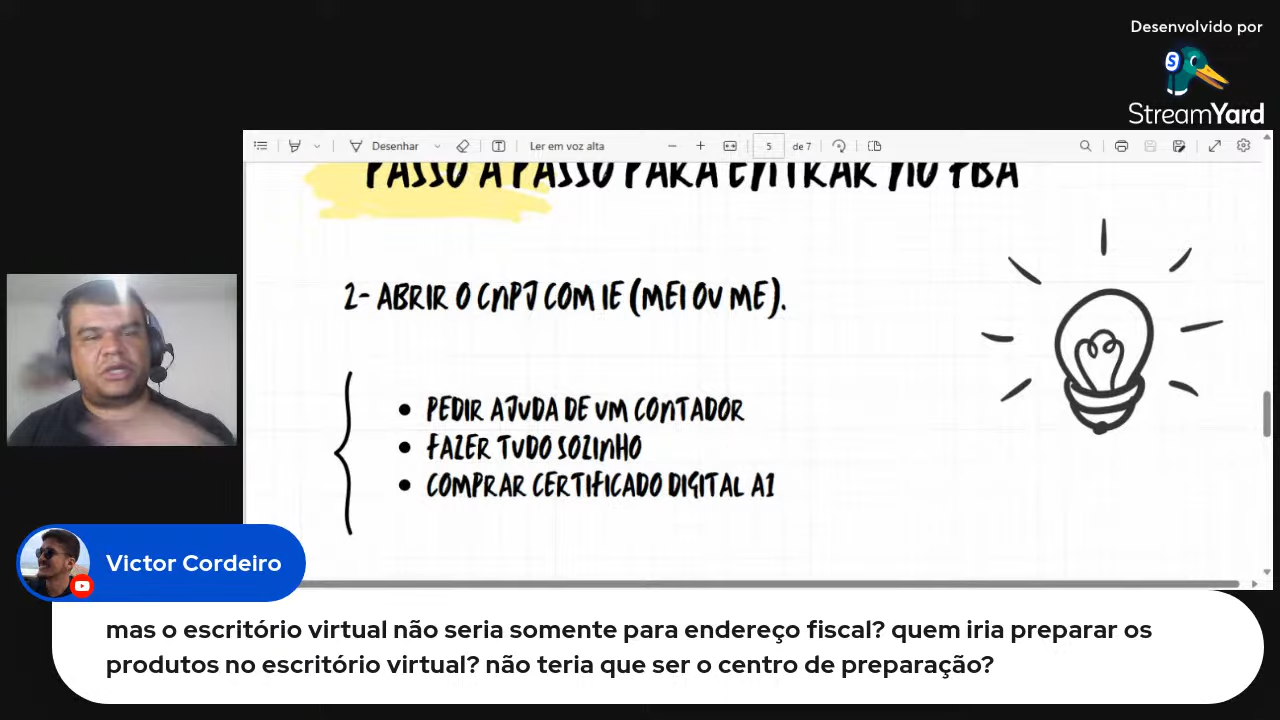 Desenvolvido por
StreamYard
Desenhar
Ler em voz alta
5 de 7
PASSO A PASSO PARA ENTRAR NO FBA
2- ABRIR O CNPJ COM IE (MEI OU ME).
• PEDIR AJUDA DE UM CONTADOR
• FAZER TUDO SOZINHO
• COMPRAR CERTIFICADO DIGITAL A1
Victor Cordeiro
mas o escritório virtual não seria somente para endereço fiscal? quem iria preparar os
produtos no escritório virtual? não teria que ser o centro de preparação?